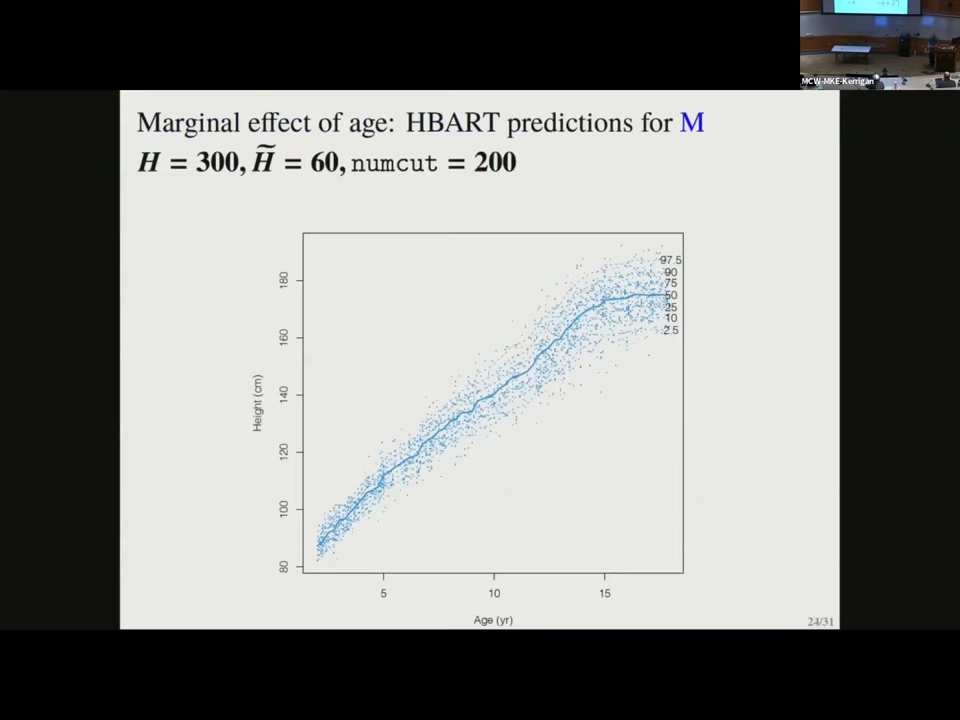 MCW-MKE-Kerrigan
Marginal effect of age: HBART predictions for M
H = 300, H̃ = 60, numcut = 200
97.5
90
75
50
25
10
2.5
180
160
140
120
100
80
Height (cm)
5 10 15
Age (yr)
24/31